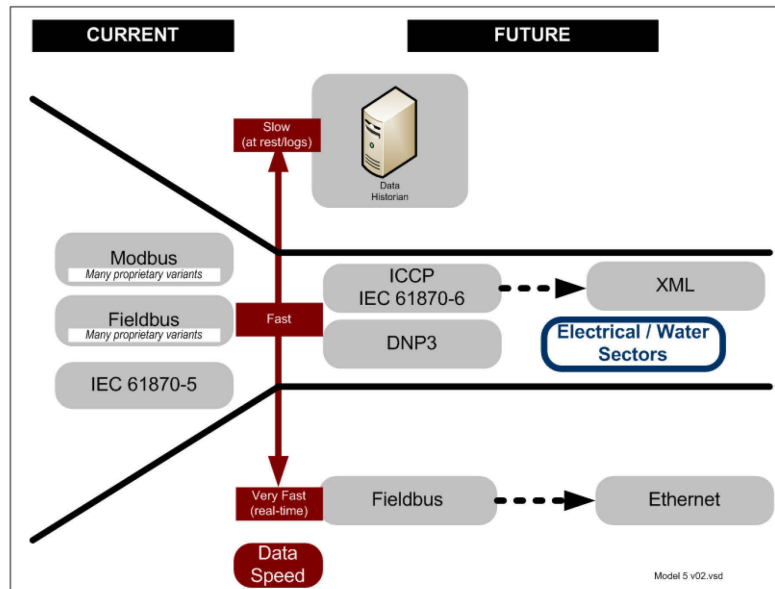 CURRENT
FUTURE
Slow
(at rest/logs)
Data
Historian
Modbus
Many proprietary variants
Fieldbus
Many proprietary variants
IEC 61870-5
Fast
ICCP
IEC 61870-6
XML
DNP3
Electrical / Water
Sectors
Very Fast
(real-time)
Fieldbus
Ethernet
Data
Speed
Model 5 v02.vsd